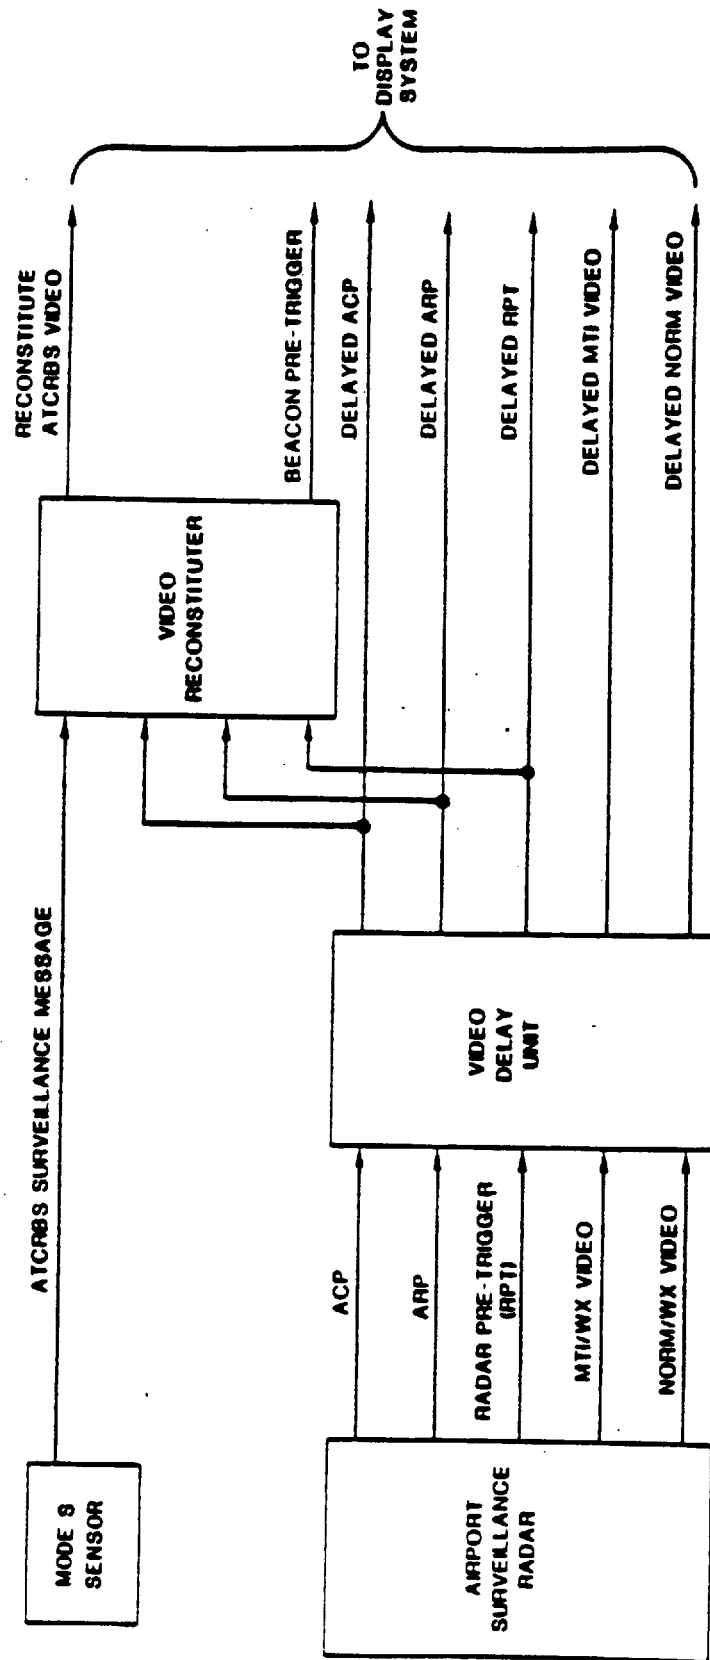 MODE S
SENSOR
ATCRBS SURVEILLANCE MESSAGE
VIDEO
RECONSTITUTER
RECONSTITUTE
ATCRBS VIDEO
BEACON PRE-TRIGGER
DELAYED ACP
DELAYED ARP
DELAYED RPT
DELAYED MTI VIDEO
DELAYED NORM VIDEO
TO
DISPLAY
SYSTEM
AIRPORT
SURVEILLANCE
RADAR
ACP
ARP
RADAR PRE-TRIGGER
(RPT)
MTI/WX VIDEO
NORM/WX VIDEO
VIDEO
DELAY
UNIT